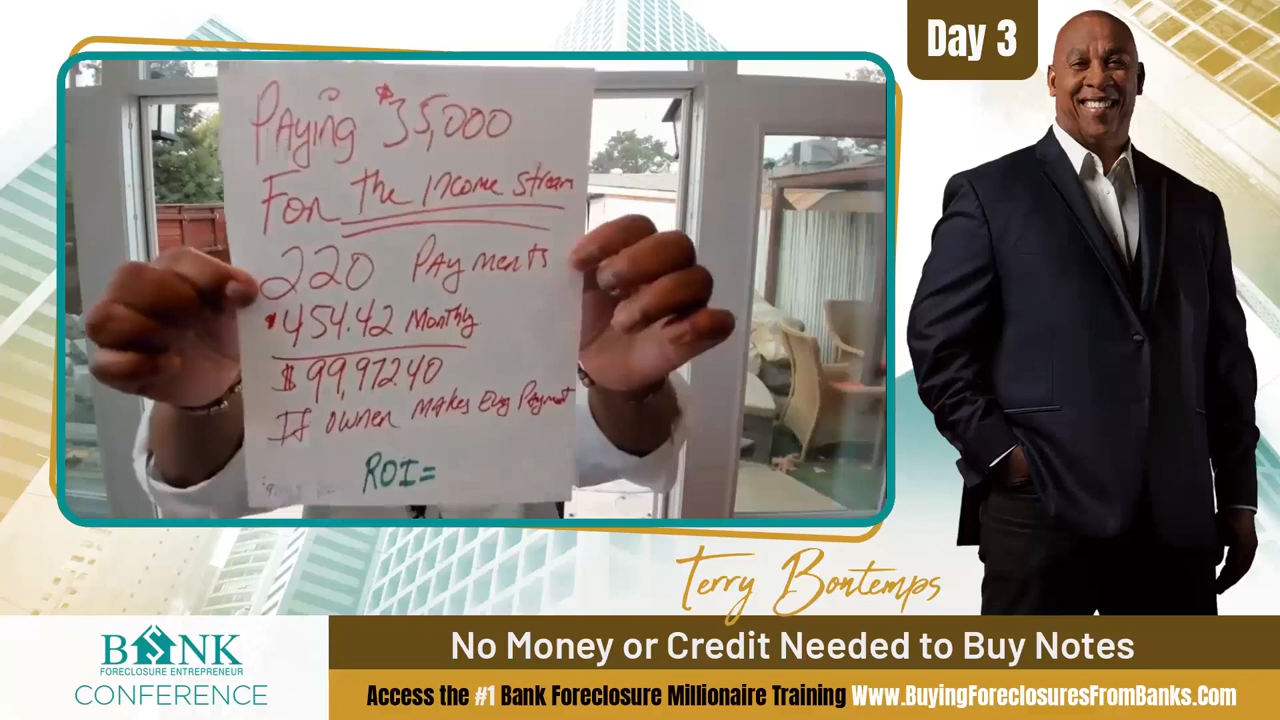 Day 3
Paying $35,000
For the Income Stream
220 Payments
$454.42 Monthly
$99,972.40
If owner makes Evry Payment
ROI=
Terry Bontemps
BANK
FORECLOSURE ENTREPRENEUR
CONFERENCE
No Money or Credit Needed to Buy Notes
Access the #1 Bank Foreclosure Millionaire Training Www.BuyingForeclosuresFromBanks.Com